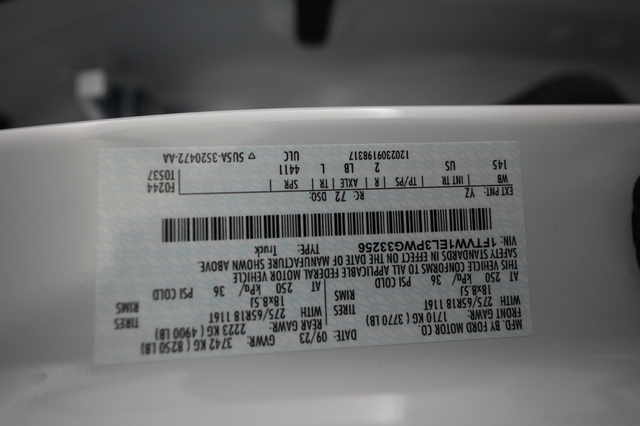 MFD BY FORD MOTOR CO.
DATE: 09/23 GVWR: 3742 KG ( 8250 LB)
FRONT GAWR: 1710 KG ( 3770 LB) REAR GAWR: 2223 KG ( 4900 LB)
WITH 275/65R18 116T TIRES WITH 275/65R18 116T TIRES
18x8.5J RIMS 18x8.5J RIMS
AT 250 kPa/ 36 PSI COLD AT 250 kPa/ 36 PSI COLD
THIS VEHICLE CONFORMS TO ALL APPLICABLE FEDERAL MOTOR VEHICLE
SAFETY STANDARDS IN EFFECT ON THE DATE OF MANUFACTURE SHOWN ABOVE.
VIN: 1FTVW1EL3PWG33256 TYPE: Truck
EXT PNT: YZ RC: 72 DSO: F0244
WB INT TR TP/PS R AXLE TR SPR T0537
145 US 2 LB L 4411
120230919831​7 ULC ▽ 5U5A-3520472-AA